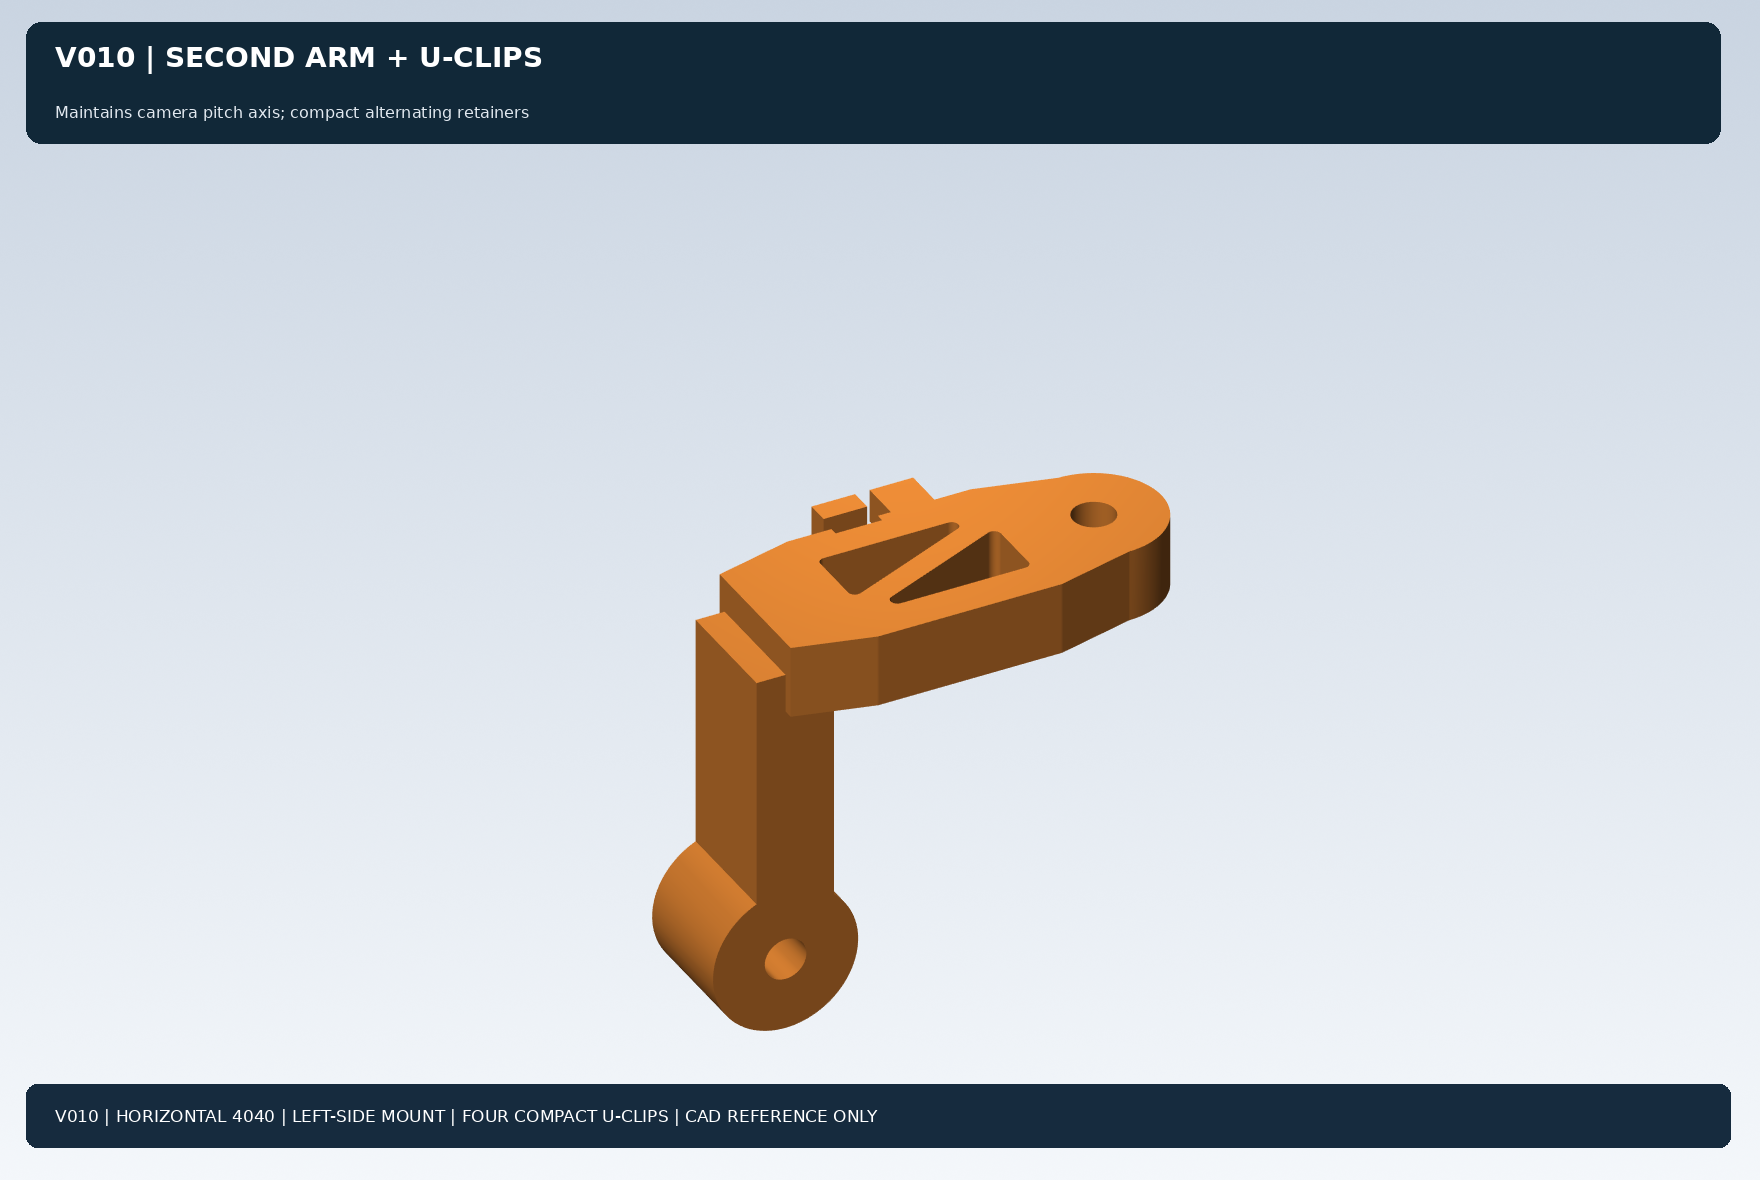 V010 | SECOND ARM + U-CLIPS
Maintains camera pitch axis; compact alternating retainers
V010 | HORIZONTAL 4040 | LEFT-SIDE MOUNT | FOUR COMPACT U-CLIPS | CAD REFERENCE ONLY